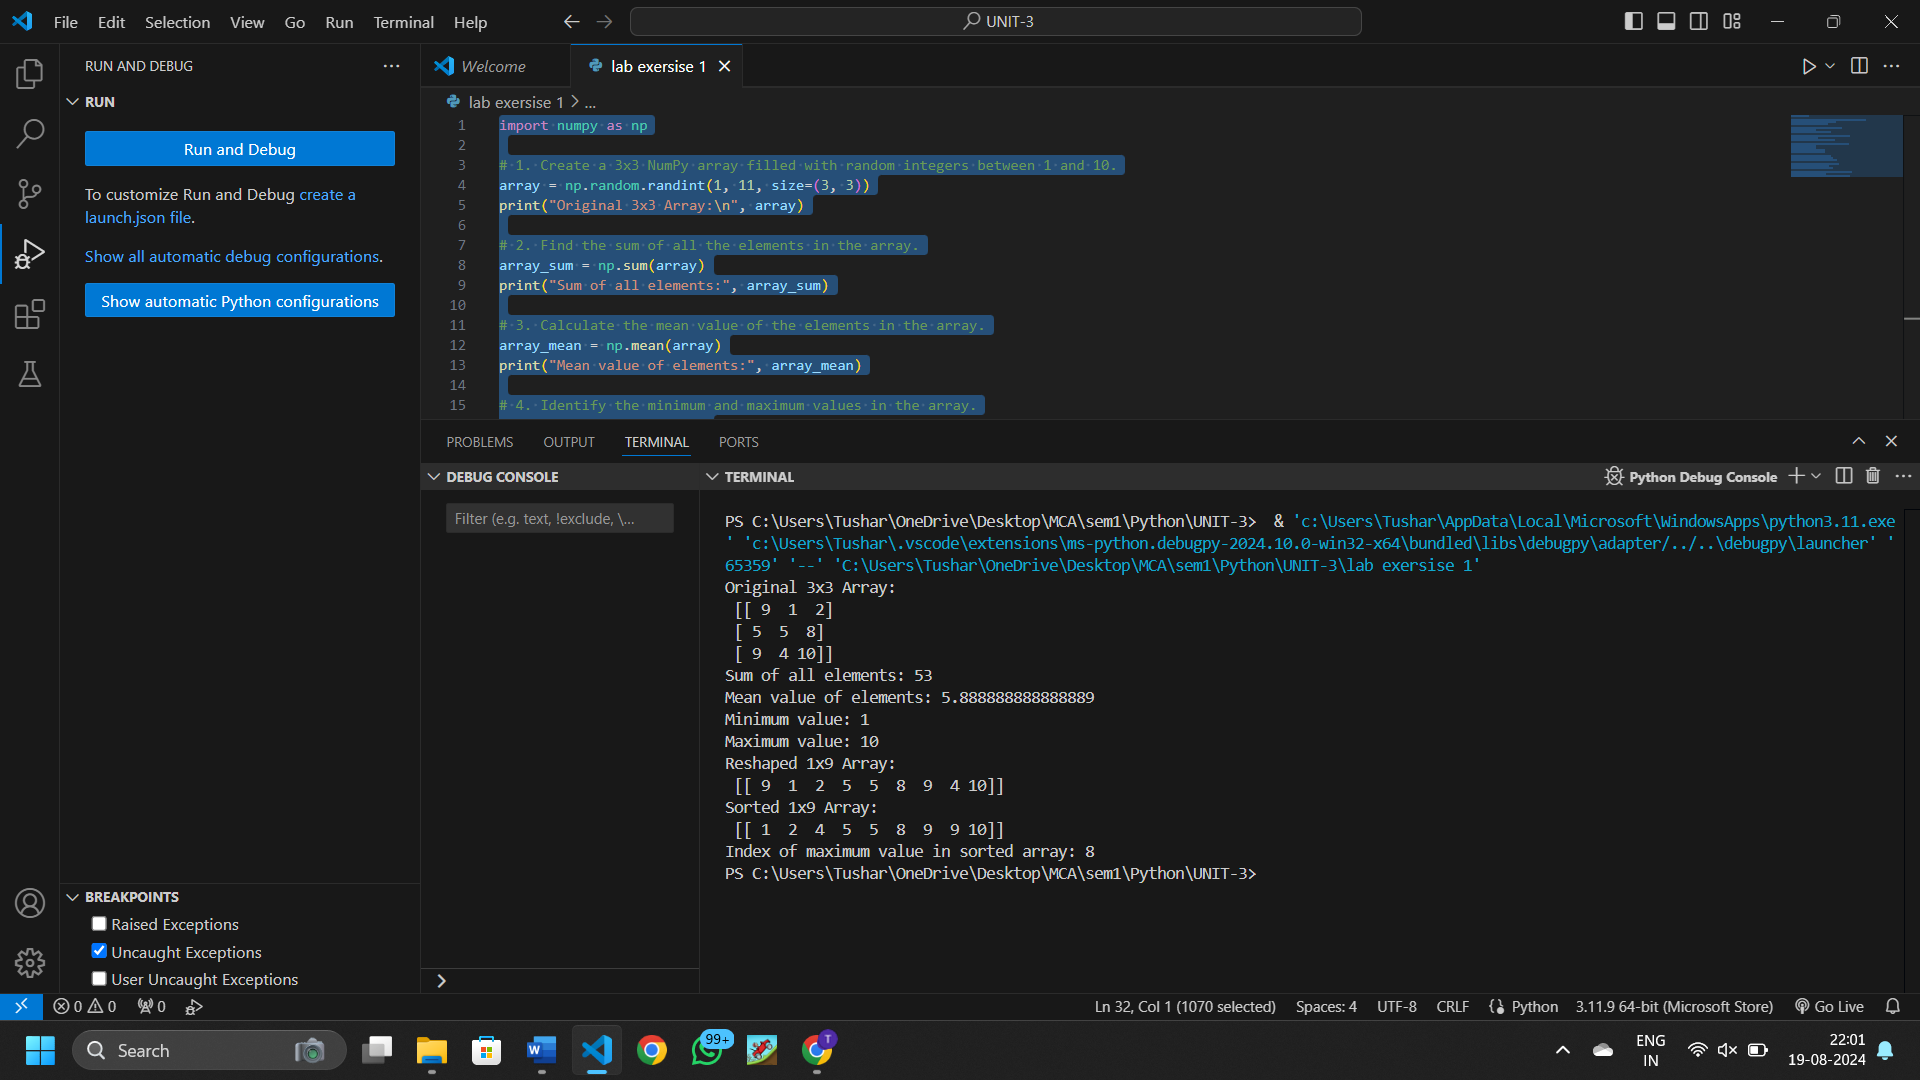 File Edit Selection View Go Run Terminal Help
UNIT-3
RUN AND DEBUG
RUN
Run and Debug
To customize Run and Debug create a
launch.json file.
Show all automatic debug configurations.
Show automatic Python configurations
BREAKPOINTS
Raised Exceptions
Uncaught Exceptions
User Uncaught Exceptions
Welcome
lab exersise 1
lab exersise 1 > ...
1 import numpy as np
2
3 # 1. Create a 3x3 NumPy array filled with random integers between 1 and 10.
4 array = np.random.randint(1, 11, size=(3, 3))
5 print("Original 3x3 Array:\n", array)
6
7 # 2. Find the sum of all the elements in the array.
8 array_sum = np.sum(array)
9 print("Sum of all elements:", array_sum)
10
11 # 3. Calculate the mean value of the elements in the array.
12 array_mean = np.mean(array)
13 print("Mean value of elements:", array_mean)
14
15 # 4. Identify the minimum and maximum values in the array.
PROBLEMS OUTPUT TERMINAL PORTS
DEBUG CONSOLE
Filter (e.g. text, !exclude, \...
TERMINAL
Python Debug Console
PS C:\Users\Tushar\OneDrive\Desktop\MCA\sem1\Python\UNIT-3>  & 'c:\Users\Tushar\AppData\Local\Microsoft\WindowsApps\python3.11.exe
' 'c:\Users\Tushar\.vscode\extensions\ms-python.debugpy-2024.10.0-win32-x64\bundled\libs\debugpy\adapter/../..\debugpy\launcher' '
65359' '--' 'C:\Users\Tushar\OneDrive\Desktop\MCA\sem1\Python\UNIT-3\lab exersise 1'
Original 3x3 Array:
[[ 9 1 2]
[ 5 5 8]
[ 9 4 10]]
Sum of all elements: 53
Mean value of elements: 5.888888888888889
Minimum value: 1
Maximum value: 10
Reshaped 1x9 Array:
[[ 9 1 2 5 5 8 9 4 10]]
Sorted 1x9 Array:
[[ 1 2 4 5 5 8 9 9 10]]
Index of maximum value in sorted array: 8
PS C:\Users\Tushar\OneDrive\Desktop\MCA\sem1\Python\UNIT-3>
0 0 0
Ln 32, Col 1 (1070 selected) Spaces: 4 UTF-8 CRLF Python 3.11.9 64-bit (Microsoft Store) Go Live
Search
99+
T
ENG
IN
22:01
19-08-2024